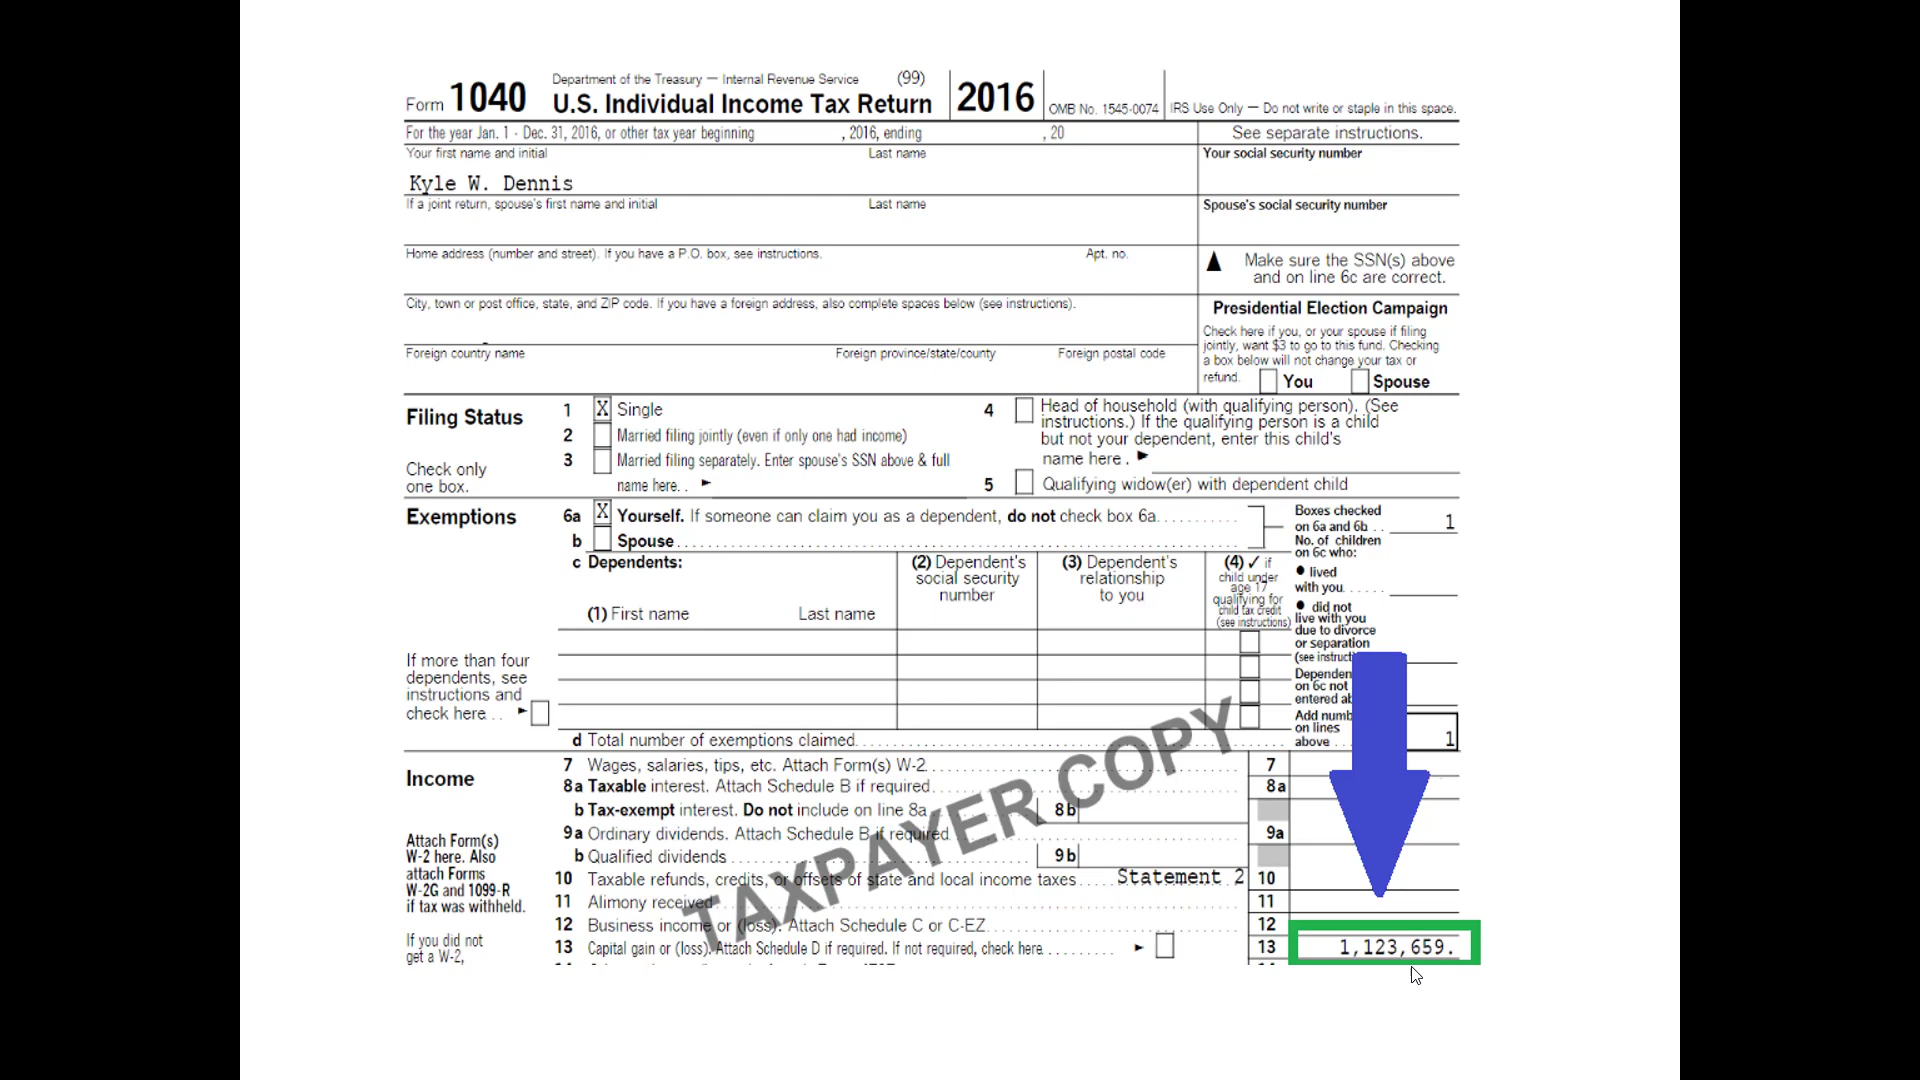 Form 1040 Department of the Treasury — Internal Revenue Service (99)
U.S. Individual Income Tax Return 2016 OMB No. 1545-0074 IRS Use Only — Do not write or staple in this space.
For the year Jan. 1 - Dec. 31, 2016, or other tax year beginning , 2016, ending , 20 See separate instructions.
Your first name and initial Last name Your social security number
Kyle W. Dennis
If a joint return, spouse's first name and initial Last name Spouse's social security number
Home address (number and street). If you have a P.O. box, see instructions. Apt. no.
▲ Make sure the SSN(s) above
and on line 6c are correct.
City, town or post office, state, and ZIP code. If you have a foreign address, also complete spaces below (see instructions).
Presidential Election Campaign
Check here if you, or your spouse if filing
jointly, want $3 to go to this fund. Checking
a box below will not change your tax or
refund. You Spouse
Foreign country name Foreign province/state/county Foreign postal code
Filing Status
Check only
one box.
1 X Single
2 Married filing jointly (even if only one had income)
3 Married filing separately. Enter spouse's SSN above & full
name here. . ►
4 Head of household (with qualifying person). (See
instructions.) If the qualifying person is a child
but not your dependent, enter this child's
name here . ►
5 Qualifying widow(er) with dependent child
Exemptions
6a X Yourself. If someone can claim you as a dependent, do not check box 6a
b Spouse
c Dependents:
(1) First name Last name
(2) Dependent's
social security
number
(3) Dependent's
relationship
to you
(4) ✓ if
child under
age 17
qualifying for
child tax credit
(see instructions)
Boxes checked
on 6a and 6b . . 1
No. of children
on 6c who:
● lived
with you
● did not
live with you
due to divorce
or separation
(see
on 6c not
entered
Add
on lines
above 1
If more than four
dependents, see
instructions and
check here. . . ►
d Total number of exemptions claimed
Income
7 Wages, salaries, tips, etc. Attach Form(s) W-2 7
8a Taxable interest. Attach Schedule B if required 8a
b Tax-exempt interest. Do not include on line 8a 8b
9a Ordinary dividends. Attach Schedule B if required 9a
b Qualified dividends 9b
10 Taxable refunds, credits, or offsets of state and local income taxes Statement 2 10
11 Alimony received 11
12 Business income or (loss). Attach Schedule C or C-EZ 12
13 Capital gain or (loss). Attach Schedule D if required. If not required, check here ► 13 1,123,659.
Attach Form(s)
W-2 here. Also
attach Forms
W-2G and 1099-R
if tax was withheld.
If you did not
get a W-2,
TAXPAYER COPY